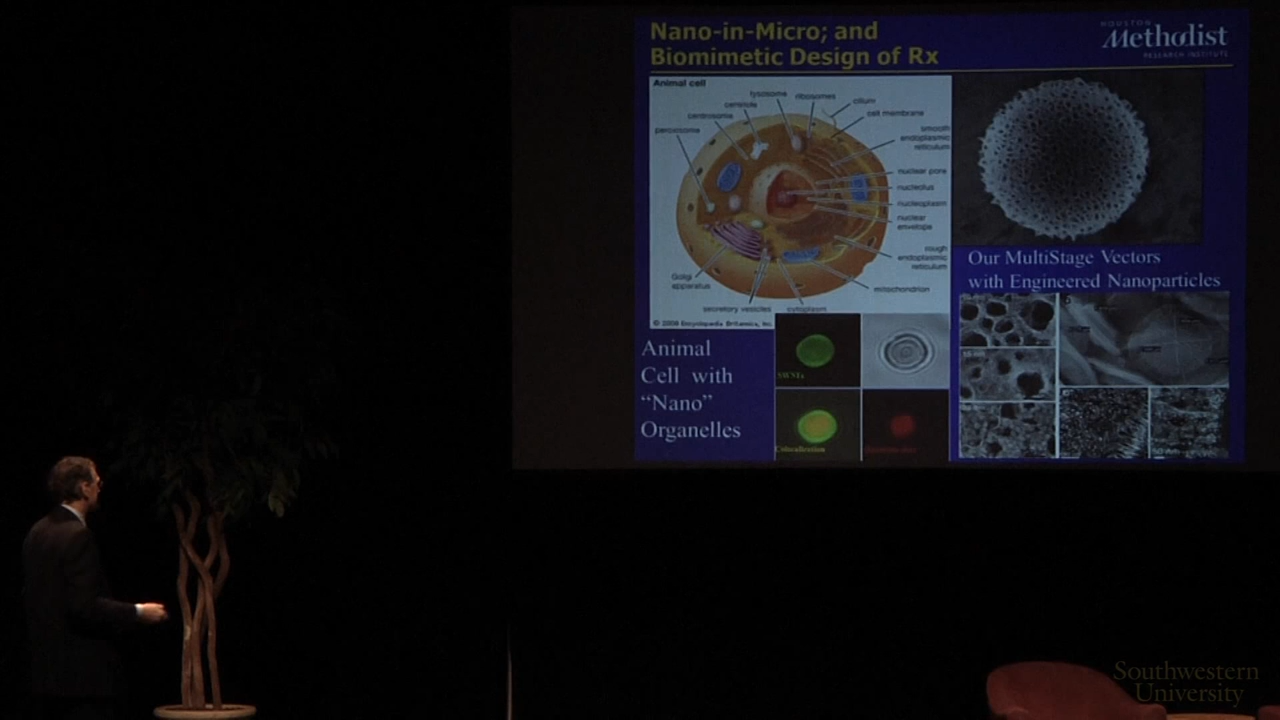 Nano-in-Micro; and
Biomimetic Design of Rx
HOUSTON
Methodist
RESEARCH INSTITUTE
Animal cell
lysosome
ribosomes
centriole
cilium
centrosome
cell membrane
peroxisome
smooth
endoplasmic
reticulum
nuclear pore
nucleolus
nucleoplasm
nuclear
envelope
rough
endoplasmic
reticulum
Golgi
apparatus
mitochondrion
secretory vesicles
cytoplasm
Encyclopædia Britannica, Inc.
Our MultiStage Vectors
with Engineered Nanoparticles
Animal
Cell with
“Nano”
Organelles
SWNTs
Colocalization
Southwestern
University